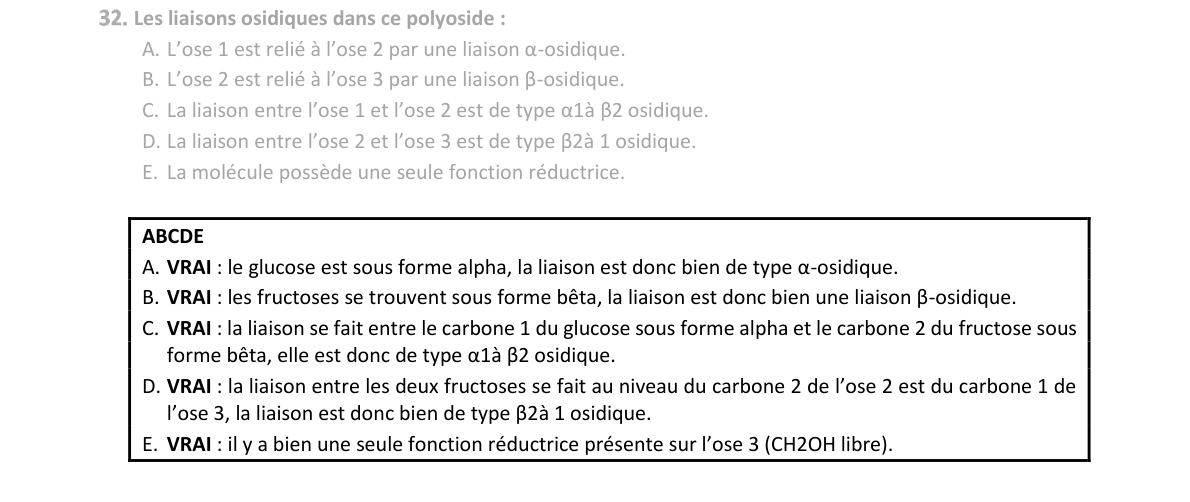 32. Les liaisons osidiques dans ce polyoside :
A. L’ose 1 est relié à l’ose 2 par une liaison α-osidique.
B. L’ose 2 est relié à l’ose 3 par une liaison β-osidique.
C. La liaison entre l’ose 1 et l’ose 2 est de type α1à β2 osidique.
D. La liaison entre l’ose 2 et l’ose 3 est de type β2à 1 osidique.
E. La molécule possède une seule fonction réductrice.
ABCDE
A. VRAI : le glucose est sous forme alpha, la liaison est donc bien de type α-osidique.
B. VRAI : les fructoses se trouvent sous forme bêta, la liaison est donc bien une liaison β-osidique.
C. VRAI : la liaison se fait entre le carbone 1 du glucose sous forme alpha et le carbone 2 du fructose sous
forme bêta, elle est donc de type α1à β2 osidique.
D. VRAI : la liaison entre les deux fructoses se fait au niveau du carbone 2 de l’ose 2 est du carbone 1 de
l’ose 3, la liaison est donc bien de type β2à 1 osidique.
E. VRAI : il y a bien une seule fonction réductrice présente sur l’ose 3 (CH2OH libre).